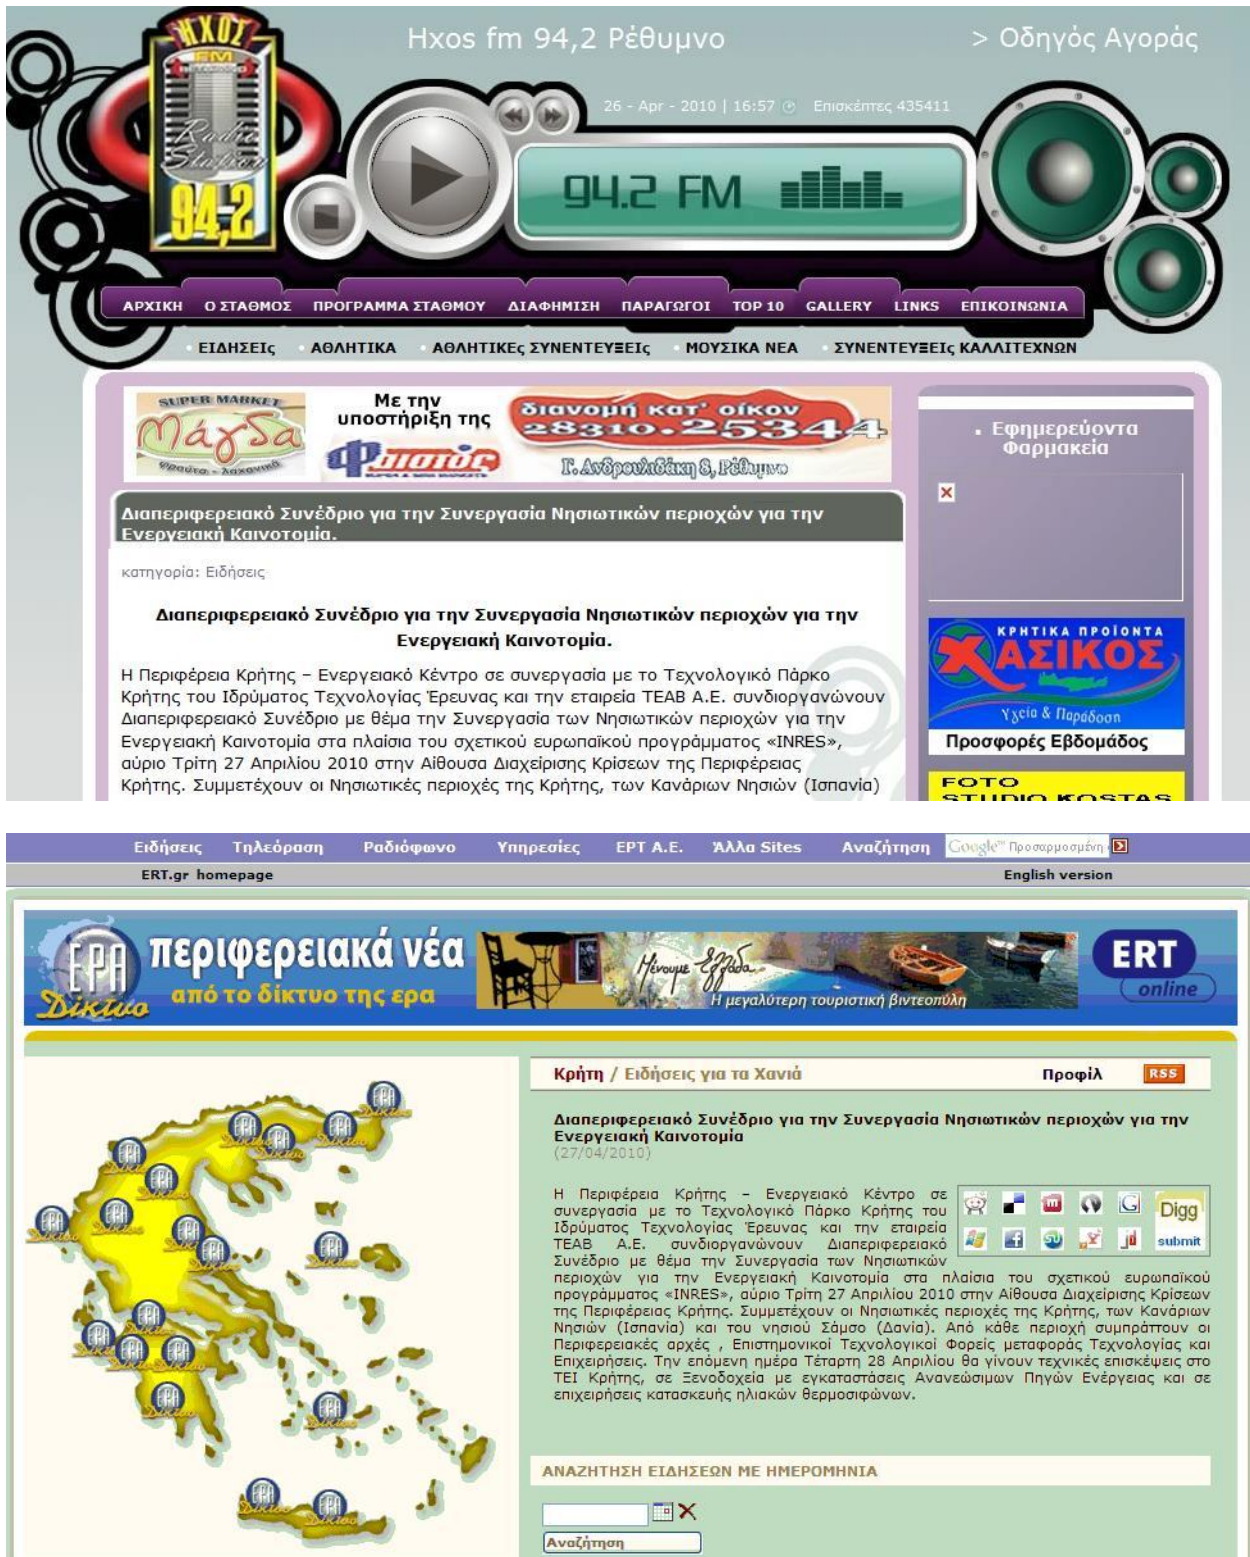 ΗΧΟΣ
FM
Radio
Station
94,2
Ηxos fm 94,2 Ρέθυμνο
> Οδηγός Αγοράς
26 - Apr - 2010 | 16:57 Επισκέπτες 435411
94.2 FM
ΑΡΧΙΚΗ Ο ΣΤΑΘΜΟΣ ΠΡΟΓΡΑΜΜΑ ΣΤΑΘΜΟΥ ΔΙΑΦΗΜΙΣΗ ΠΑΡΑΓΩΓΟΙ TOP 10 GALLERY LINKS ΕΠΙΚΟΙΝΩΝΙΑ
ΕΙΔΗΣΕΙς ΑΘΛΗΤΙΚΑ ΑΘΛΗΤΙΚΕς ΣΥΝΕΝΤΕΥΞΕΙς ΜΟΥΣΙΚΑ ΝΕΑ ΣΥΝΕΝΤΕΥΞΕΙς ΚΑΛΛΙΤΕΧΝΩΝ
SUPER MARKET
Μάγδα
φρούτα - λαχανικά
Με την
υποστήριξη της
Φυιστός
διανομή κατ' οίκον
28310.25344
Γ. Ανδρουλιδάκη 8, Ρέθυμνο
. Εφημερεύοντα
Φαρμακεία
Διαπεριφερειακό Συνέδριο για την Συνεργασία Νησιωτικών περιοχών για την
Ενεργειακή Καινοτομία.
κατηγορία: Ειδήσεις
Διαπεριφερειακό Συνέδριο για την Συνεργασία Νησιωτικών περιοχών για την
Ενεργειακή Καινοτομία.
Η Περιφέρεια Κρήτης – Ενεργειακό Κέντρο σε συνεργασία με το Τεχνολογικό Πάρκο
Κρήτης του Ιδρύματος Τεχνολογίας Έρευνας και την εταιρεία ΤΕΑΒ Α.Ε. συνδιοργανώνουν
Διαπεριφερειακό Συνέδριο με θέμα την Συνεργασία των Νησιωτικών περιοχών για την
Ενεργειακή Καινοτομία στα πλαίσια του σχετικού ευρωπαϊκού προγράμματος «INRES»,
αύριο Τρίτη 27 Απριλίου 2010 στην Αίθουσα Διαχείρισης Κρίσεων της Περιφέρειας
Κρήτης. Συμμετέχουν οι Νησιωτικές περιοχές της Κρήτης, των Κανάριων Νησιών (Ισπανία)
ΚΡΗΤΙΚΑ ΠΡΟΪΟΝΤΑ
ΧΑΣΙΚΟΣ
Υγεία & Παράδοση
Προσφορές Εβδομάδος
FOTO
STUDIO KOSTAS
Ειδήσεις Τηλεόραση Ραδιόφωνο Υπηρεσίες ΕΡΤ Α.Ε. Άλλα Sites Αναζήτηση Google™ Προσαρμοσμένη
ERT.gr homepage English version
ΕΡΑ
Δίκτυο
περιφερειακά νέα
από το δίκτυο της ερα
Μένουμε Ελλάδα...
Η μεγαλύτερη τουριστική βιντεοπύλη
ERT
online
Κρήτη / Ειδήσεις για τα Χανιά Προφίλ RSS
Διαπεριφερειακό Συνέδριο για την Συνεργασία Νησιωτικών περιοχών για την
Ενεργειακή Καινοτομία
(27/04/2010)
Η Περιφέρεια Κρήτης – Ενεργειακό Κέντρο σε
συνεργασία με το Τεχνολογικό Πάρκο Κρήτης του
Ιδρύματος Τεχνολογίας Έρευνας και την εταιρεία
ΤΕΑΒ Α.Ε. συνδιοργανώνουν Διαπεριφερειακό
Συνέδριο με θέμα την Συνεργασία των Νησιωτικών
περιοχών για την Ενεργειακή Καινοτομία στα πλαίσια του σχετικού ευρωπαϊκού
προγράμματος «INRES», αύριο Τρίτη 27 Απριλίου 2010 στην Αίθουσα Διαχείρισης Κρίσεων
της Περιφέρειας Κρήτης. Συμμετέχουν οι Νησιωτικές περιοχές της Κρήτης, των Κανάριων
Νησιών (Ισπανία) και του νησιού Σάμσο (Δανία). Από κάθε περιοχή συμπράττουν οι
Περιφερειακές αρχές , Επιστημονικοί Τεχνολογικοί Φορείς μεταφοράς Τεχνολογίας και
Επιχειρήσεις. Την επόμενη ημέρα Τέταρτη 28 Απριλίου θα γίνουν τεχνικές επισκέψεις στο
ΤΕΙ Κρήτης, σε Ξενοδοχεία με εγκαταστάσεις Ανανεώσιμων Πηγών Ενέργειας και σε
επιχειρήσεις κατασκευής ηλιακών θερμοσιφώνων.
Digg
submit
ΑΝΑΖΗΤΗΣΗ ΕΙΔΗΣΕΩΝ ΜΕ ΗΜΕΡΟΜΗΝΙΑ
Αναζήτηση